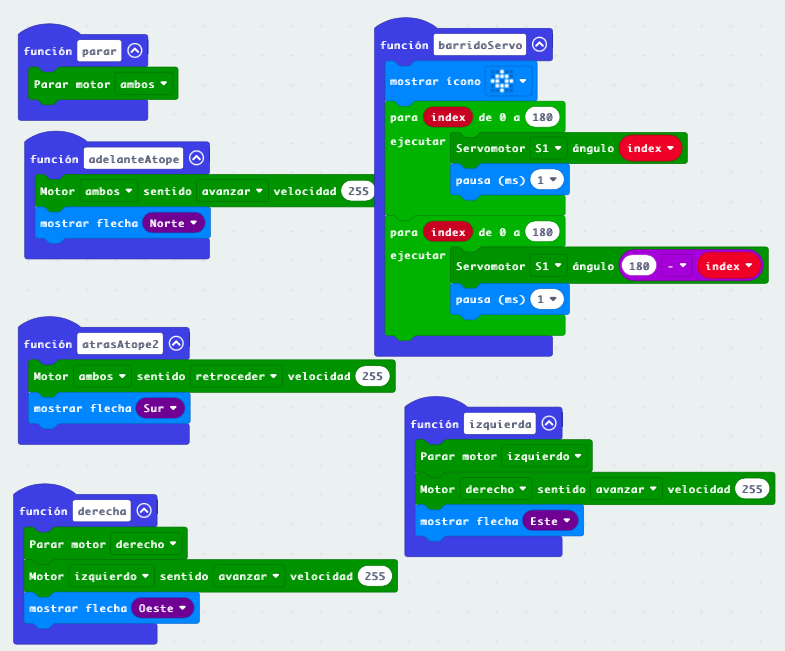 función parar
Parar motor ambos
función adelanteAtope
Motor ambos sentido avanzar velocidad 255
mostrar flecha Norte
función atrasAtope2
Motor ambos sentido retroceder velocidad 255
mostrar flecha Sur
función derecha
Parar motor derecho
Motor izquierdo sentido avanzar velocidad 255
mostrar flecha Oeste
función barridoServo
mostrar ícono
para index de 0 a 180
ejecutar
Servomotor S1 ángulo index
pausa (ms) 1
para index de 0 a 180
ejecutar
Servomotor S1 ángulo 180 - index
pausa (ms) 1
función izquierda
Parar motor izquierdo
Motor derecho sentido avanzar velocidad 255
mostrar flecha Este